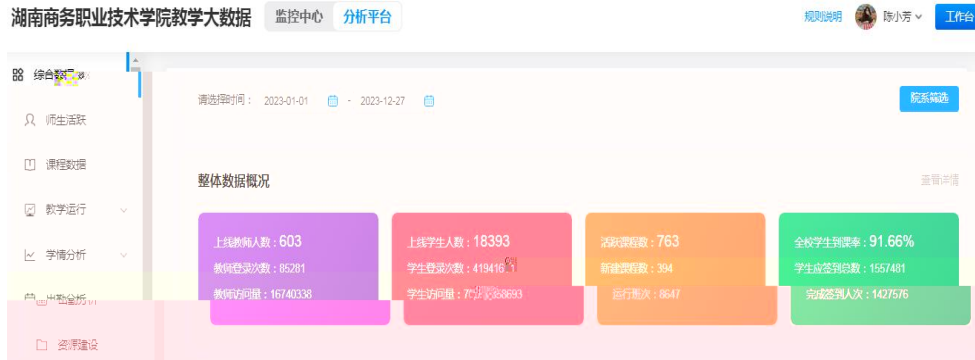 湖南商务职业技术学院教学大数据 监控中心 分析平台 规则说明 陈小芳 工作台
综合数据
请选择时间： 2023-01-01 - 2023-12-27 院系筛选
师生活跃
课程数据
整体数据概况 查看详情
教学运行
上线教师人数：603 上线学生人数：18393 活跃课程数：763 全校学生到课率：91.66%
学情分析
教师登录次数：85281 学生登录次数：419416 新建课程数：394 学生应签到总数：1557481
教师访问量：16740338 学生访问量： 运行班次：8647 完成签到人次：1427576
出勤分析
资源建设